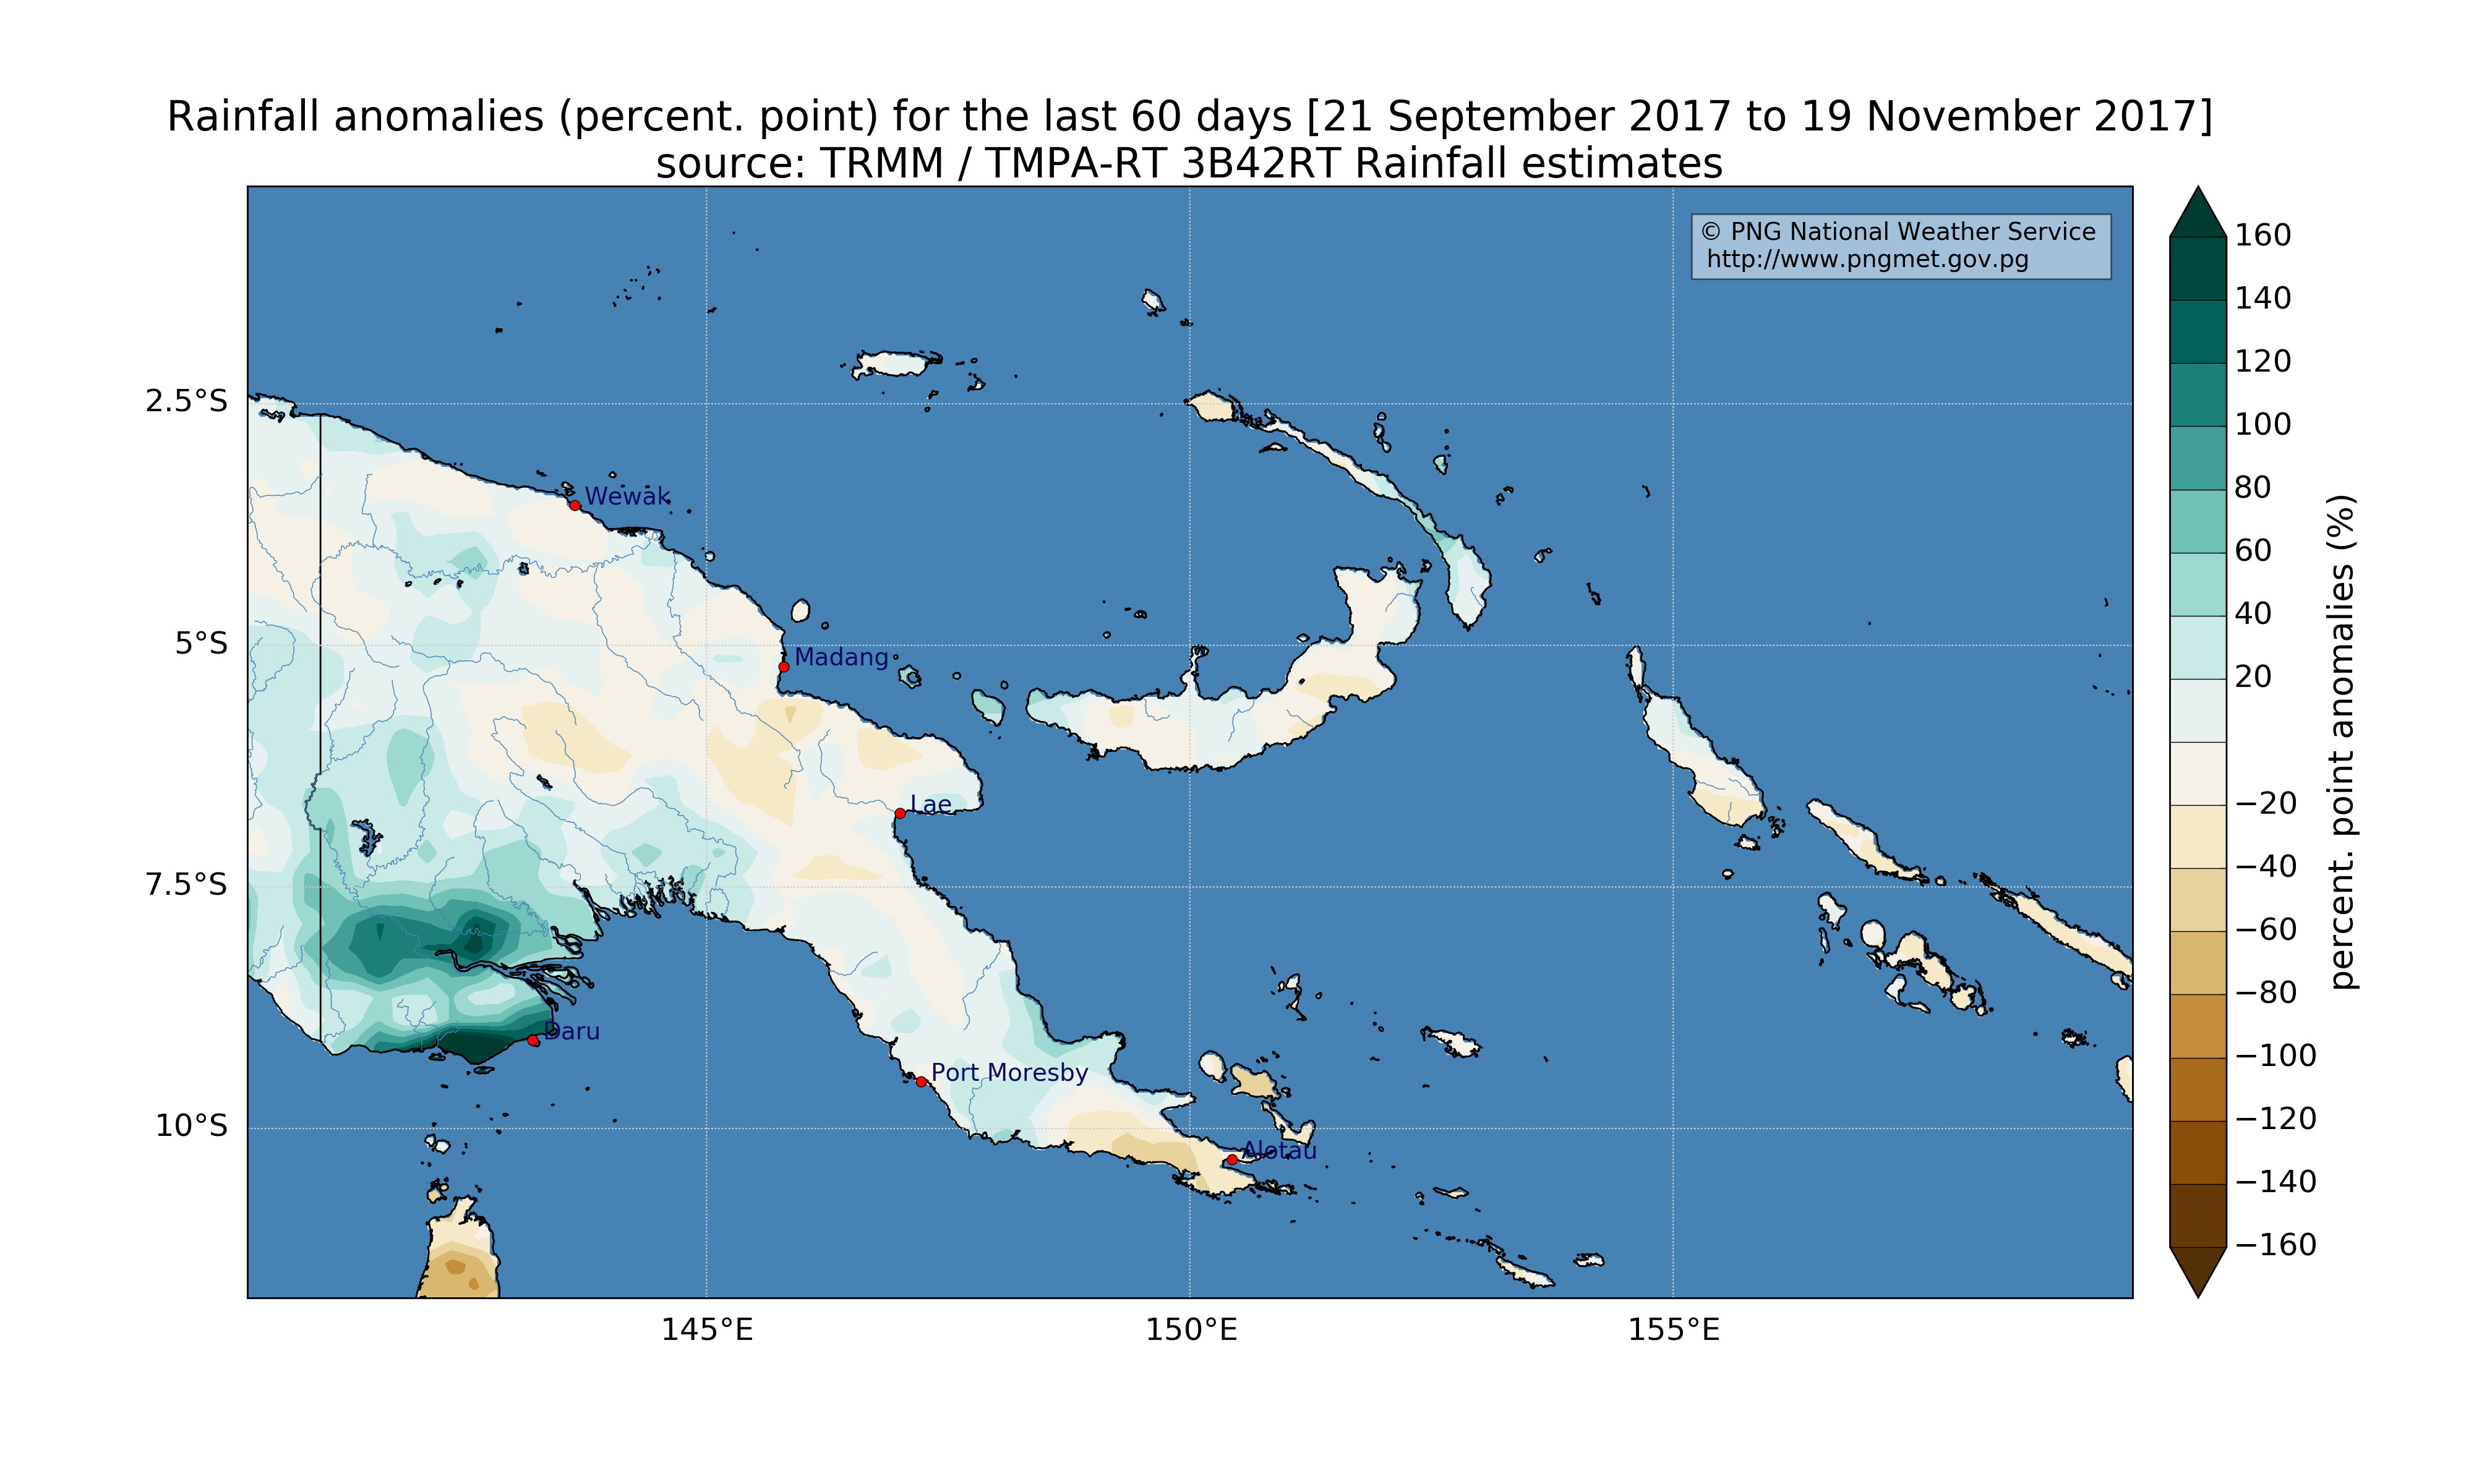 Rainfall anomalies (percent. point) for the last 60 days [21 September 2017 to 19 November 2017]
source: TRMM / TMPA-RT 3B42RT Rainfall estimates
© PNG National Weather Service
http://www.pngmet.gov.pg
2.5°S
5°S
7.5°S
10°S
145°E
150°E
155°E
Wewak
Madang
Lae
Daru
Port Moresby
Alotau
160
140
120
100
80
60
40
20
−20
−40
−60
−80
−100
−120
−140
−160
percent. point anomalies (%)